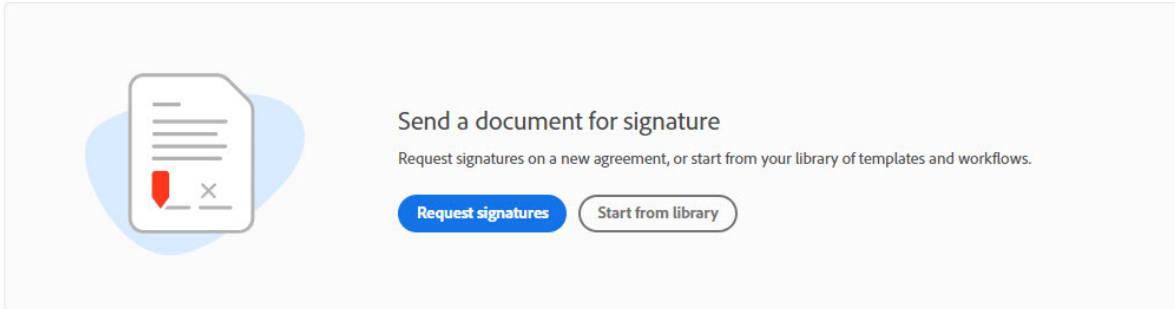 Send a document for signature
Request signatures on a new agreement, or start from your library of templates and workflows.
Request signatures
Start from library